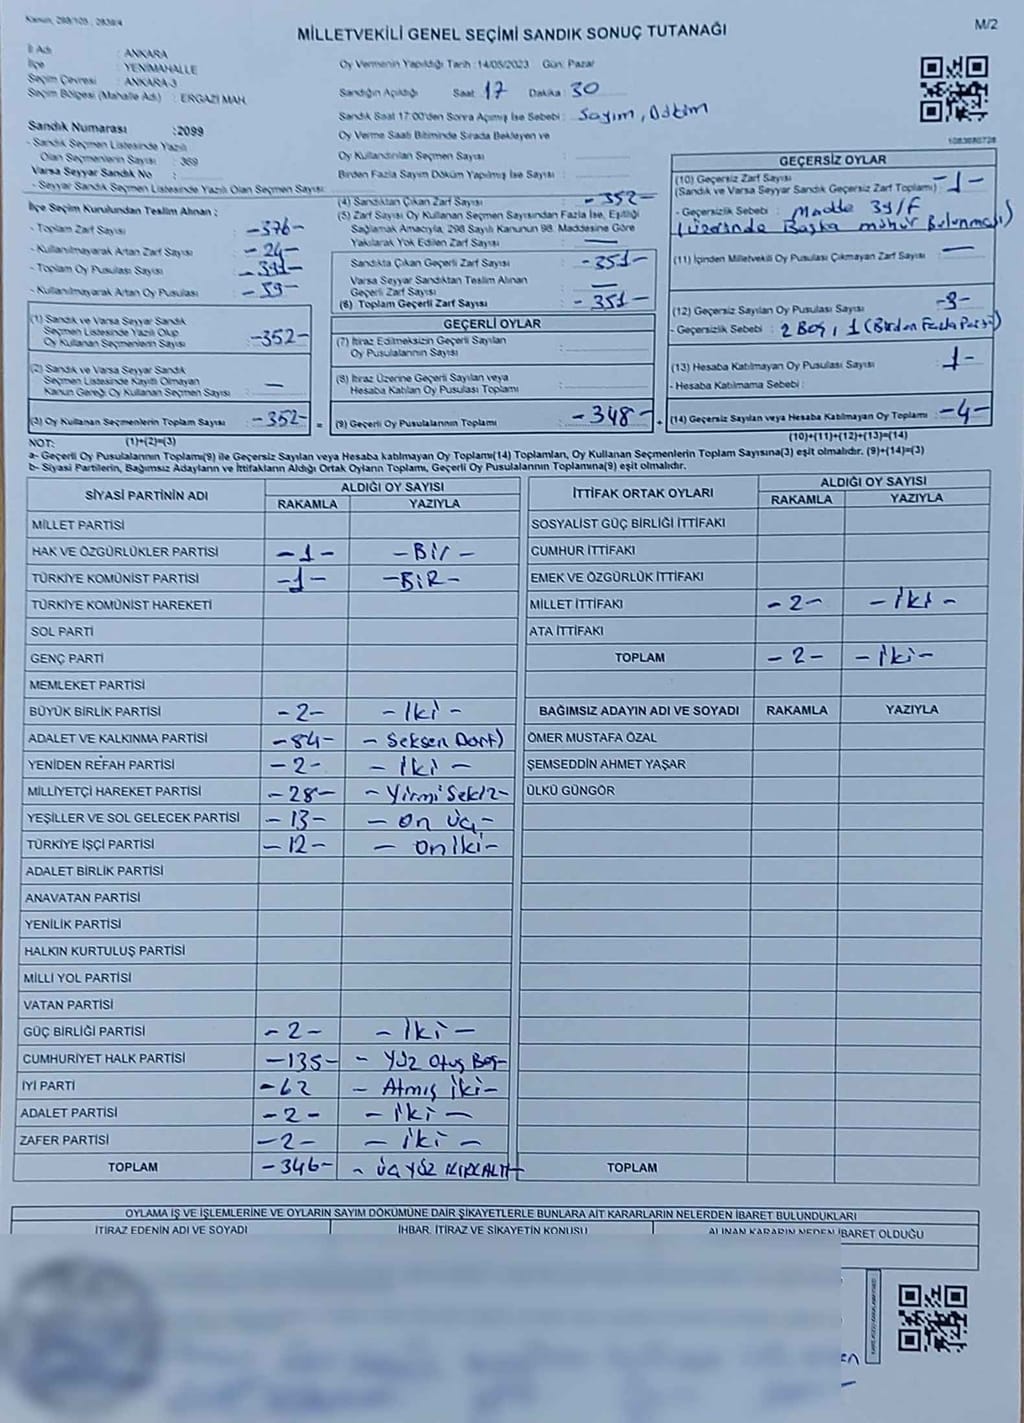 Kanun, 298/105 , 2839/4
M/2
MİLLETVEKİLİ GENEL SEÇİMİ SANDIK SONUÇ TUTANAĞI
İl Adı : ANKARA
İlçe : YENİMAHALLE
Seçim Çevresi : ANKARA-3
Seçim Bölgesi (Mahalle Adı) : ERGAZİ MAH.
Sandık Numarası :2099
- Sandık Seçmen Listesinde Yazılı
Olan Seçmenlerin Sayısı : 369
Varsa Seyyar Sandık No :
- Seyyar Sandık Seçmen Listesinde Yazılı Olan Seçmen Sayısı:
Oy Vermenin Yapıldığı Tarih :14/05/2023 Gün: Pazar
Sandığın Açıldığı Saat 17 Dakika : 30
Sandık Saat 17:00'den Sonra Açılmış İse Sebebi : Sayım, Döküm
Oy Verme Saati Bitiminde Sırada Bekleyen ve
Oy Kullandırılan Seçmen Sayısı :
Birden Fazla Sayım Döküm Yapılmış İse Sayısı :
İlçe Seçim Kurulundan Teslim Alınan :
- Toplam Zarf Sayısı : -376-
- Kullanılmayarak Artan Zarf Sayısı : -24-
- Toplam Oy Pusulası Sayısı
- Kullanılmayarak Artan Oy Pusulası : -59-
(1) Sandık ve Varsa Seyyar Sandık
Seçmen Listesinde Yazılı Olup
Oy Kullanan Seçmenlerin Sayısı : -352-
(2) Sandık ve Varsa Seyyar Sandık
Seçmen Listesinde Kayıtlı Olmayan
Kanun Gereği Oy Kullanan Seçmen Sayısı : —
(3) Oy Kullanan Seçmenlerin Toplam Sayısı : -352- =
(4) Sandıktan Çıkan Zarf Sayısı : -352-
(5) Zarf Sayısı Oy Kullanan Seçmen Sayısından Fazla İse, Eşitliği
Sağlamak Amacıyla, 298 Sayılı Kanunun 98. Maddesine Göre
Yakılarak Yok Edilen Zarf Sayısı : —
Sandıkta Çıkan Geçerli Zarf Sayısı : -351-
Varsa Seyyar Sandıktan Teslim Alınan
Geçerli Zarf Sayısı : —
(6) Toplam Geçerli Zarf Sayısı : -351-
GEÇERLİ OYLAR
(7) İtiraz Edilmeksizin Geçerli Sayılan
Oy Pusulalarının Sayısı :
(8) İtiraz Üzerine Geçerli Sayılan veya
Hesaba Katılan Oy Pusulası Toplamı :
(9) Geçerli Oy Pusulalarının Toplamı : -348- +
GEÇERSİZ OYLAR
(10) Geçersiz Zarf Sayısı
(Sandık ve Varsa Seyyar Sandık Geçersiz Zarf Toplamı) : -1-
- Geçersizlik Sebebi : Madde 39/F
(üzerinde Başka mühür Bulunması)
(11) İçinden Milletvekili Oy Pusulası Çıkmayan Zarf Sayısı : —
(12) Geçersiz Sayılan Oy Pusulası Sayısı : -3-
- Geçersizlik Sebebi : 2 Boş, 1 (Birden Fazla Parti)
(13) Hesaba Katılmayan Oy Pusulası Sayısı : 1-
- Hesaba Katılmama Sebebi :
(14) Geçersiz Sayılan veya Hesaba Katılmayan Oy Toplamı : -4-
NOT: (1)+(2)=(3)
(10)+(11)+(12)+(13)=(14)
a- Geçerli Oy Pusulalarının Toplamı(9) ile Geçersiz Sayılan veya Hesaba katılmayan Oy Toplamı(14) Toplamları, Oy Kullanan Seçmenlerin Toplam Sayısına(3) eşit olmalıdır. (9)+(14)=(3)
b- Siyasi Partilerin, Bağımsız Adayların ve İttifakların Aldığı Ortak Oyların Toplamı, Geçerli Oy Pusulalarının Toplamına(9) eşit olmalıdır.
SİYASİ PARTİNİN ADI ALDIĞI OY SAYISI
RAKAMLA YAZIYLA
MİLLET PARTİSİ
HAK VE ÖZGÜRLÜKLER PARTİSİ -1- -Bir-
TÜRKİYE KOMÜNİST PARTİSİ -1- -BİR-
TÜRKİYE KOMÜNİST HAREKETİ
SOL PARTİ
GENÇ PARTİ
MEMLEKET PARTİSİ
BÜYÜK BİRLİK PARTİSİ -2- -İki-
ADALET VE KALKINMA PARTİSİ -84- - Seksen Dört)
YENİDEN REFAH PARTİSİ -2- - iki -
MİLLİYETÇİ HAREKET PARTİSİ -28- - Yirmi Sekiz-
YEŞİLLER VE SOL GELECEK PARTİSİ -13- - On üç-
TÜRKİYE İŞÇİ PARTİSİ -12- - On iki-
ADALET BİRLİK PARTİSİ
ANAVATAN PARTİSİ
YENİLİK PARTİSİ
HALKIN KURTULUŞ PARTİSİ
MİLLİ YOL PARTİSİ
VATAN PARTİSİ
GÜÇ BİRLİĞİ PARTİSİ -2- - iki -
CUMHURİYET HALK PARTİSİ -135- - Yüz Otuz Beş-
İYİ PARTİ -62 - Atmış iki-
ADALET PARTİSİ -2- - iki -
ZAFER PARTİSİ -2- - iki -
TOPLAM -346- - ÜÇ YÜZ KIRKALTI
İTTİFAK ORTAK OYLARI ALDIĞI OY SAYISI
RAKAMLA YAZIYLA
SOSYALİST GÜÇ BİRLİĞİ İTTİFAKI
CUMHUR İTTİFAKI
EMEK VE ÖZGÜRLÜK İTTİFAKI
MİLLET İTTİFAKI -2- - iki -
ATA İTTİFAKI
TOPLAM -2- - iki-
BAĞIMSIZ ADAYIN ADI VE SOYADI RAKAMLA YAZIYLA
ÖMER MUSTAFA ÖZAL
ŞEMSEDDİN AHMET YAŞAR
ÜLKÜ GÜNGÖR
TOPLAM
OYLAMA İŞ VE İŞLEMLERİNE VE OYLARIN SAYIM DÖKÜMÜNE DAİR ŞİKAYETLERLE BUNLARA AİT KARARLARIN NELERDEN İBARET BULUNDUKLARI
İTİRAZ EDENİN ADI VE SOYADI İHBAR, İTİRAZ VE ŞİKAYETİN KONUSU ALINAN KARARIN NEDEN İBARET OLDUĞU